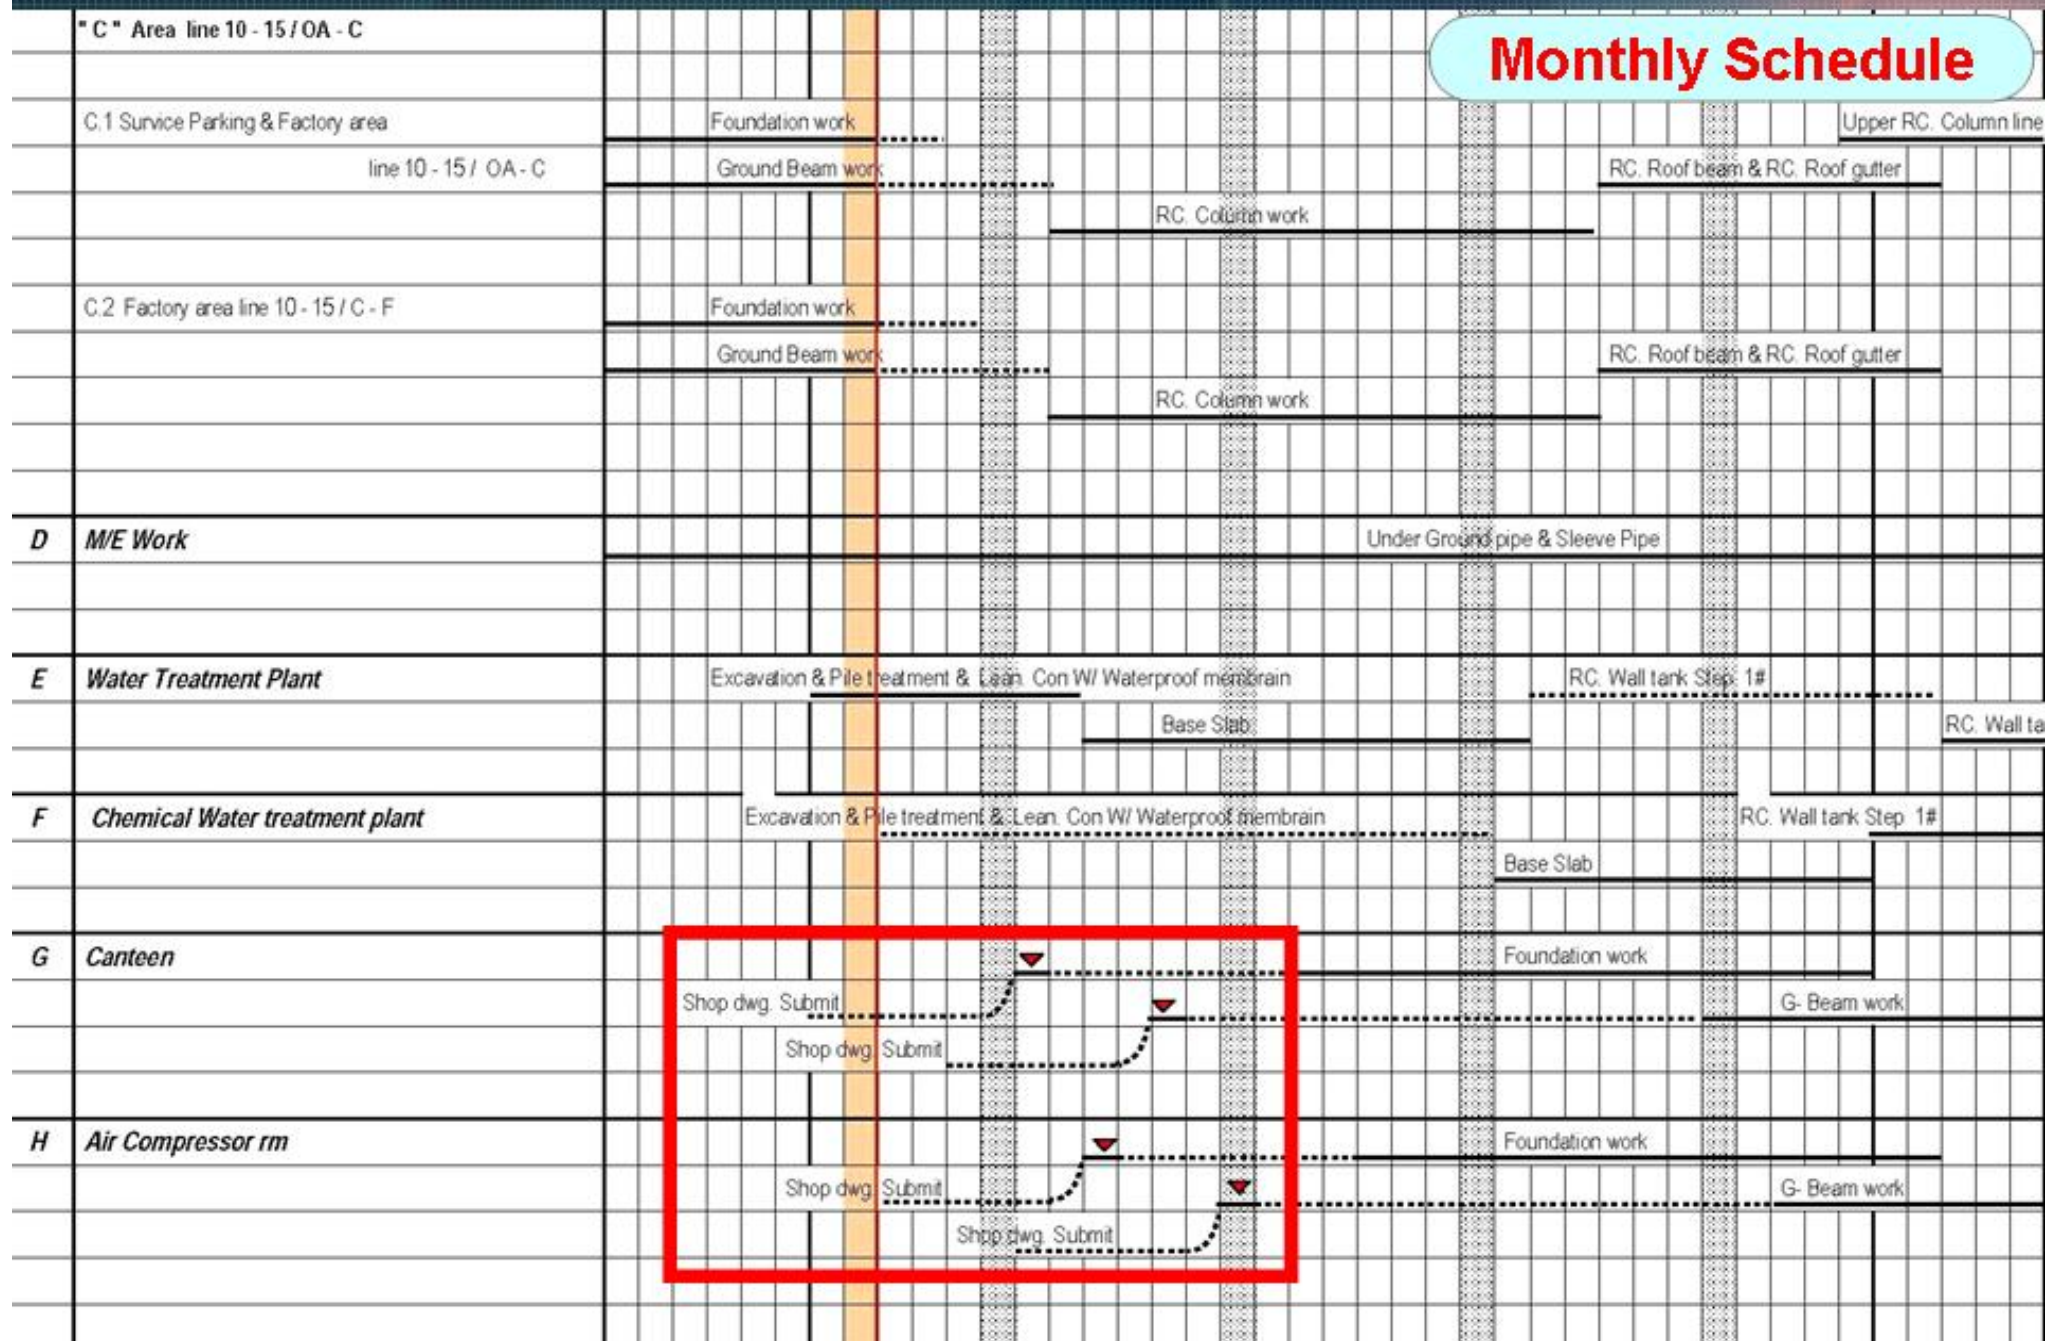 " C " Area line 10 - 15 / OA - C
Monthly Schedule
C.1 Survice Parking & Factory area
Foundation work
Upper RC. Column line
line 10 - 15 / OA - C
Ground Beam work
RC. Roof beam & RC. Roof gutter
RC. Column work
C.2 Factory area line 10 - 15 / C - F
Foundation work
Ground Beam work
RC. Roof beam & RC. Roof gutter
RC. Column work
D M/E Work
Under Ground pipe & Sleeve Pipe
E Water Treatment Plant
Excavation & Pile treatment & Lean. Con W/ Waterproof membrain
RC. Wall tank Step 1#
Base Slab
RC. Wall ta
F Chemical Water treatment plant
Excavation & Pile treatment & Lean. Con W/ Waterproof membrain
RC. Wall tank Step 1#
Base Slab
G Canteen
Foundation work
Shop dwg. Submit
G- Beam work
Shop dwg. Submit
H Air Compressor rm
Foundation work
Shop dwg. Submit
G- Beam work
Shop dwg. Submit